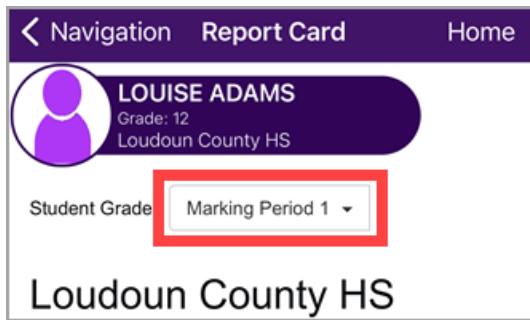 Navigation Report Card Home
LOUISE ADAMS
Grade: 12
Loudoun County HS
Student Grade Marking Period 1
Loudoun County HS